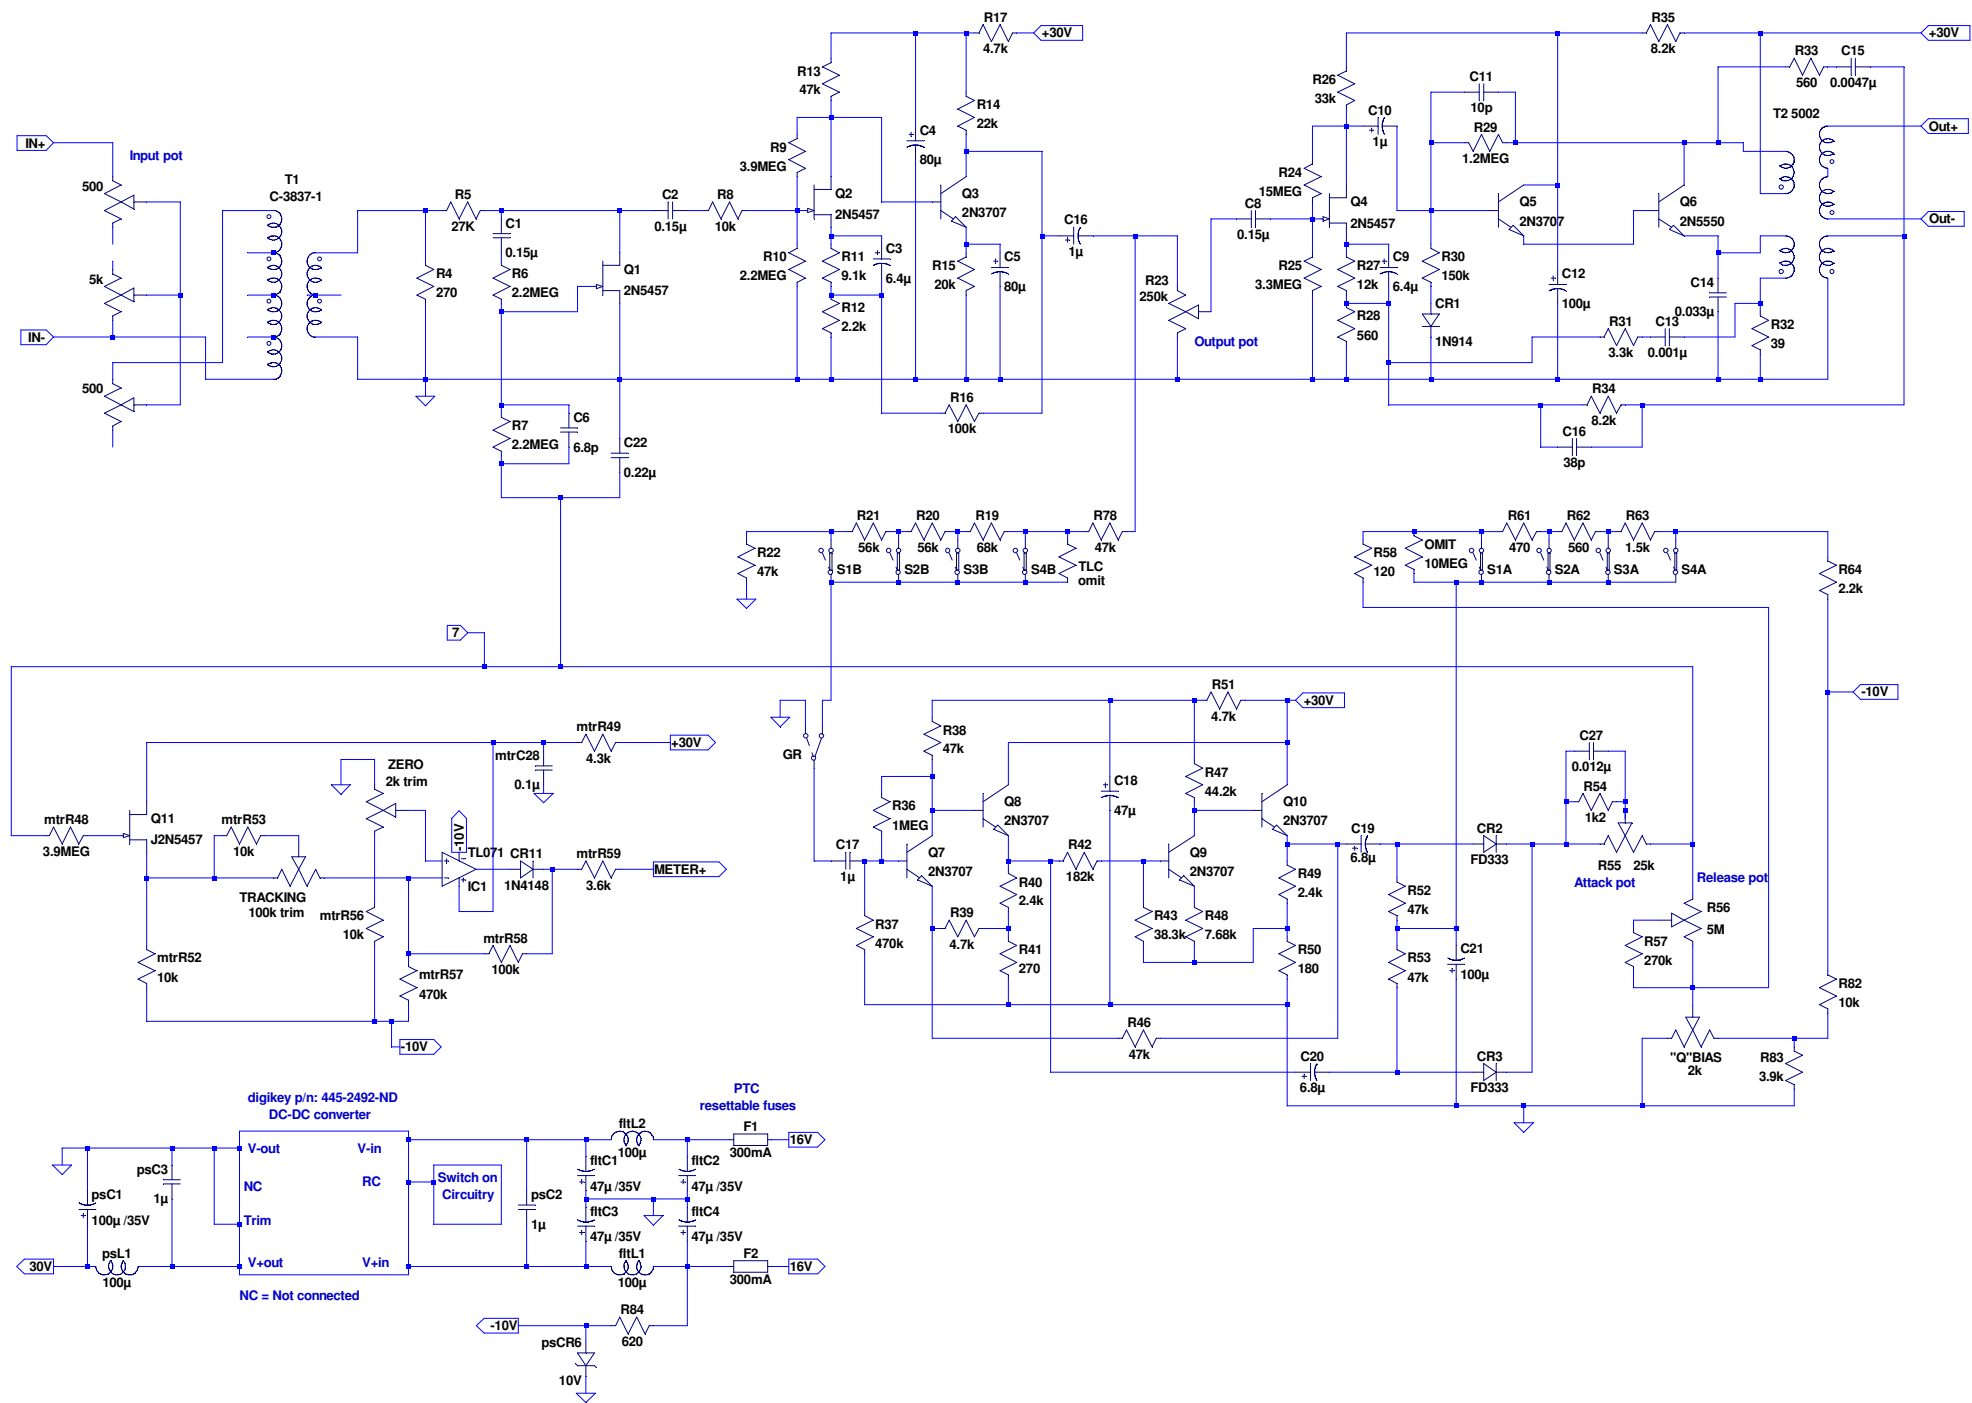 IN+
Input pot
500
5k
IN-
500
T1
C-3837-1
R4
270
R5
27K
C1
0.15µ
R6
2.2MEG
Q1
2N5457
R7
2.2MEG
C6
6.8p
C22
0.22µ
C2
0.15µ
R8
10k
R9
3.9MEG
R10
2.2MEG
R13
47k
Q2
2N5457
R11
9.1k
R12
2.2k
C3
6.4µ
C4
80µ
R17
4.7k
+30V
R14
22k
Q3
2N3707
R15
20k
C5
80µ
R16
100k
C16
1µ
R23
250k
Output pot
C8
0.15µ
R24
15MEG
R25
3.3MEG
R26
33k
C10
1µ
Q4
2N5457
R27
12k
R28
560
C9
6.4µ
C11
10p
R29
1.2MEG
R30
150k
CR1
1N914
Q5
2N3707
C12
100µ
R35
8.2k
+30V
R33
560
C15
0.0047µ
T2 5002
Out+
Out-
Q6
2N5550
C14
0.033µ
R31
3.3k
C13
0.001µ
R32
39
R34
8.2k
C16
38p
R22
47k
R21
56k
R20
56k
R19
68k
R78
47k
S1B
S2B
S3B
S4B
TLC
omit
R58
120
OMIT
10MEG
R61
470
R62
560
R63
1.5k
S1A
S2A
S3A
S4A
R64
2.2k
-10V
7
mtrR48
3.9MEG
Q11
J2N5457
mtrR52
10k
mtrR53
10k
TRACKING
100k trim
ZERO
2k trim
mtrR56
10k
mtrR49
4.3k
+30V
mtrC28
0.1µ
-10V
TL071
IC1
CR11
1N4148
mtrR59
3.6k
METER+
mtrR58
100k
mtrR57
470k
-10V
GR
C17
1µ
R36
1MEG
R37
470k
R38
47k
Q7
2N3707
Q8
2N3707
R39
4.7k
R40
2.4k
R41
270
C18
47µ
R42
182k
R43
38.3k
R51
4.7k
+30V
R47
44.2k
Q9
2N3707
R48
7.68k
Q10
2N3707
R49
2.4k
R50
180
R46
47k
C19
6.8µ
C20
6.8µ
R52
47k
R53
47k
C21
100µ
CR2
FD333
CR3
FD333
C27
0.012µ
R54
1k2
R55
25k
Attack pot
Release pot
R56
5M
R57
270k
"Q"BIAS
2k
R82
10k
R83
3.9k
digikey p/n: 445-2492-ND
DC-DC converter
V-out
V-in
NC
RC
Trim
V+out
V+in
Switch on
Circuitry
NC = Not connected
psC1
100µ /35V
psC3
1µ
30V
psL1
100µ
psC2
1µ
fltL2
100µ
fltC1
47µ /35V
fltC2
47µ /35V
fltC3
47µ /35V
fltC4
47µ /35V
fltL1
100µ
PTC
resettable fuses
F1
300mA
16V
F2
300mA
16V
R84
620
-10V
psCR6
10V